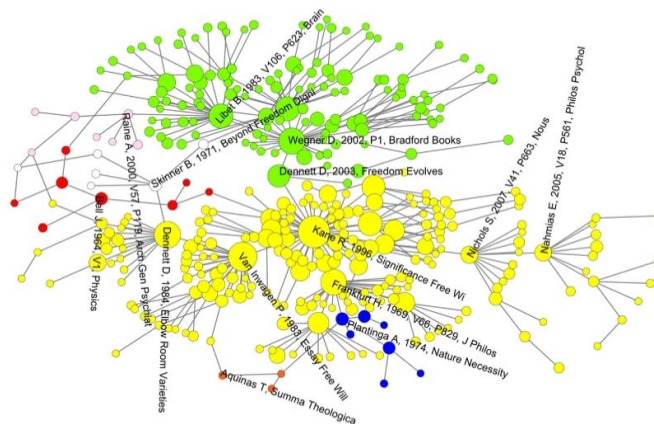 Libet B, 1983, V106, P623, Brain
Skinner B, 1971, Beyond Freedom Digni
Wegner D, 2002, P1, Bradford Books
Dennett D, 2003, Freedom Evolves
Raine A, 2000, V57, P119, Arch Gen Psychiat
Bell J, 1964, V1, Physics
Dennett D, 1984, Elbow Room Varieties
Van Inwagen P, 1983, Essay Free Will
Kane R, 1996, Significance Free Wi
Frankfurt H, 1969, V66, P829, J Philos
Plantinga A, 1974, Nature Necessity
Nichols S, 2007, V41, P663, Nous
Nahmias E, 2005, V18, P561, Philos Psychol
Aquinas T, Summa Theologica